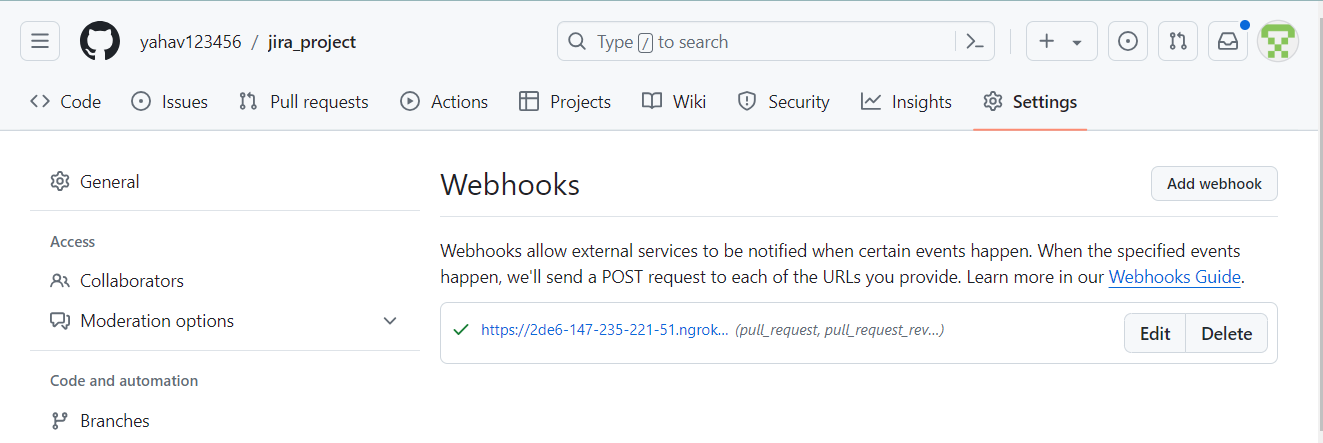 yahav123456 / jira_project
Type / to search
Code
Issues
Pull requests
Actions
Projects
Wiki
Security
Insights
Settings
General
Access
Collaborators
Moderation options
Code and automation
Branches
Webhooks
Add webhook
Webhooks allow external services to be notified when certain events happen. When the specified events
happen, we'll send a POST request to each of the URLs you provide. Learn more in our Webhooks Guide.
https://2de6-147-235-221-51.ngrok… (pull_request, pull_request_rev…)
Edit
Delete